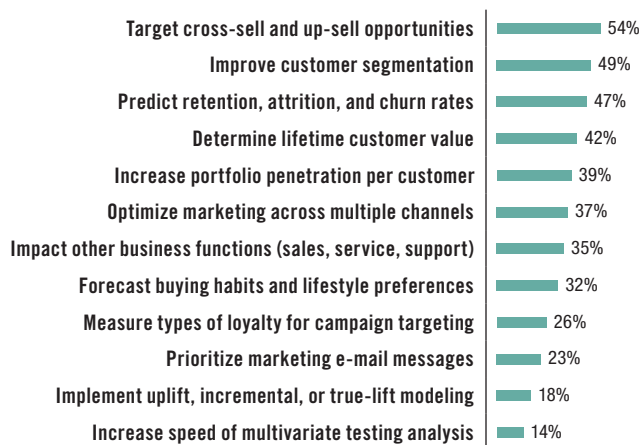 Target cross-sell and up-sell opportunities 54%
Improve customer segmentation 49%
Predict retention, attrition, and churn rates 47%
Determine lifetime customer value 42%
Increase portfolio penetration per customer 39%
Optimize marketing across multiple channels 37%
Impact other business functions (sales, service, support) 35%
Forecast buying habits and lifestyle preferences 32%
Measure types of loyalty for campaign targeting 26%
Prioritize marketing e-mail messages 23%
Implement uplift, incremental, or true-lift modeling 18%
Increase speed of multivariate testing analysis 14%